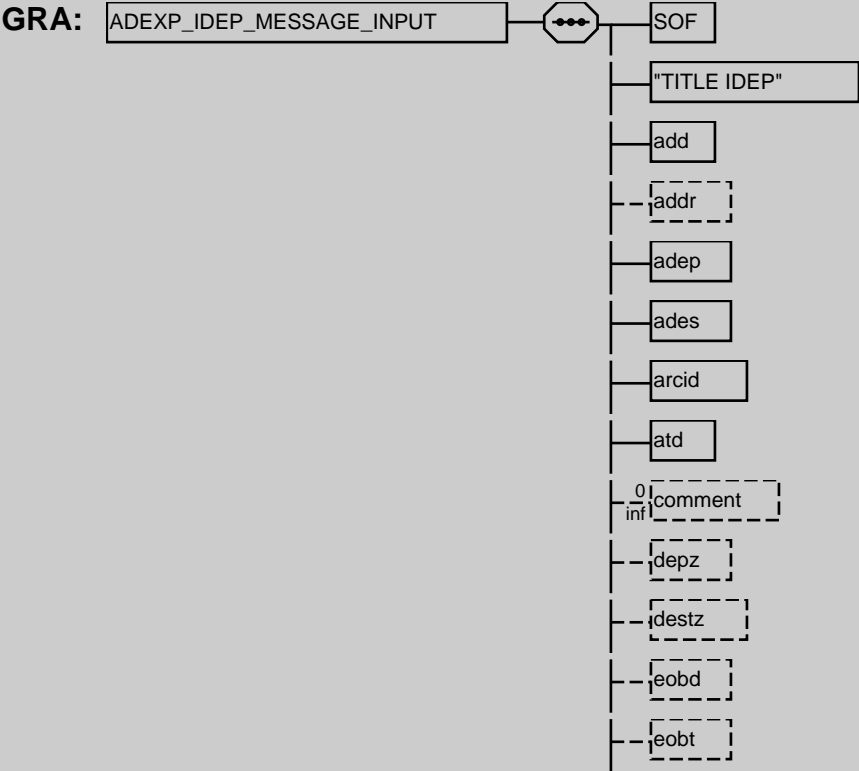 GRA: ADEXP_IDEP_MESSAGE_INPUT SOF
"TITLE IDEP"
add
addr
adep
ades
arcid
atd
0
inf comment
depz
destz
eobd
eobt